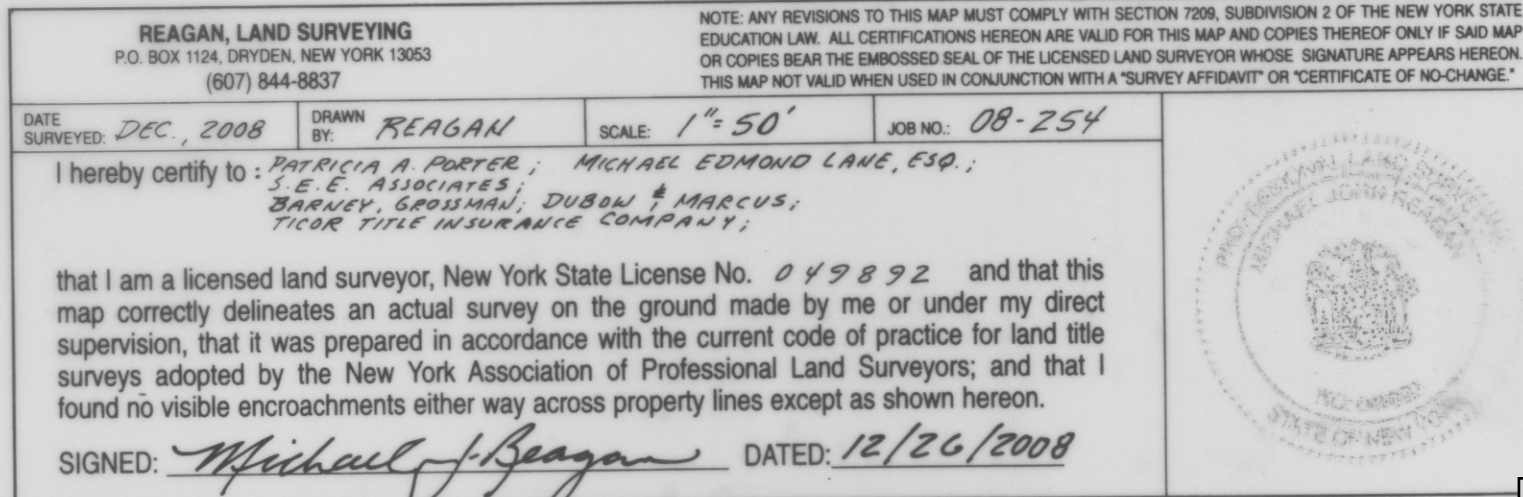 REAGAN, LAND SURVEYING
P.O. BOX 1124, DRYDEN, NEW YORK 13053
(607) 844-8837
NOTE: ANY REVISIONS TO THIS MAP MUST COMPLY WITH SECTION 7209, SUBDIVISION 2 OF THE NEW YORK STATE
EDUCATION LAW. ALL CERTIFICATIONS HEREON ARE VALID FOR THIS MAP AND COPIES THEREOF ONLY IF SAID MAP
OR COPIES BEAR THE EMBOSSED SEAL OF THE LICENSED LAND SURVEYOR WHOSE SIGNATURE APPEARS HEREON.
THIS MAP NOT VALID WHEN USED IN CONJUNCTION WITH A "SURVEY AFFIDAVIT" OR "CERTIFICATE OF NO-CHANGE."
DATE SURVEYED: DEC., 2008
DRAWN BY: REAGAN
SCALE: 1"=50'
JOB NO.: 08-254
I hereby certify to : PATRICIA A. PORTER; MICHAEL EDMOND LANE, ESQ.;
S.E.E. ASSOCIATES;
BARNEY, GROSSMAN, DUBOW & MARCUS;
TICOR TITLE INSURANCE COMPANY;
that I am a licensed land surveyor, New York State License No. 049892 and that this
map correctly delineates an actual survey on the ground made by me or under my direct
supervision, that it was prepared in accordance with the current code of practice for land title
surveys adopted by the New York Association of Professional Land Surveyors; and that I
found no visible encroachments either way across property lines except as shown hereon.
SIGNED: Michael J. Reagan DATED: 12/26/2008
LAND SURVEYOR
MICHAEL JOHN REAGAN
STATE OF NEW YORK